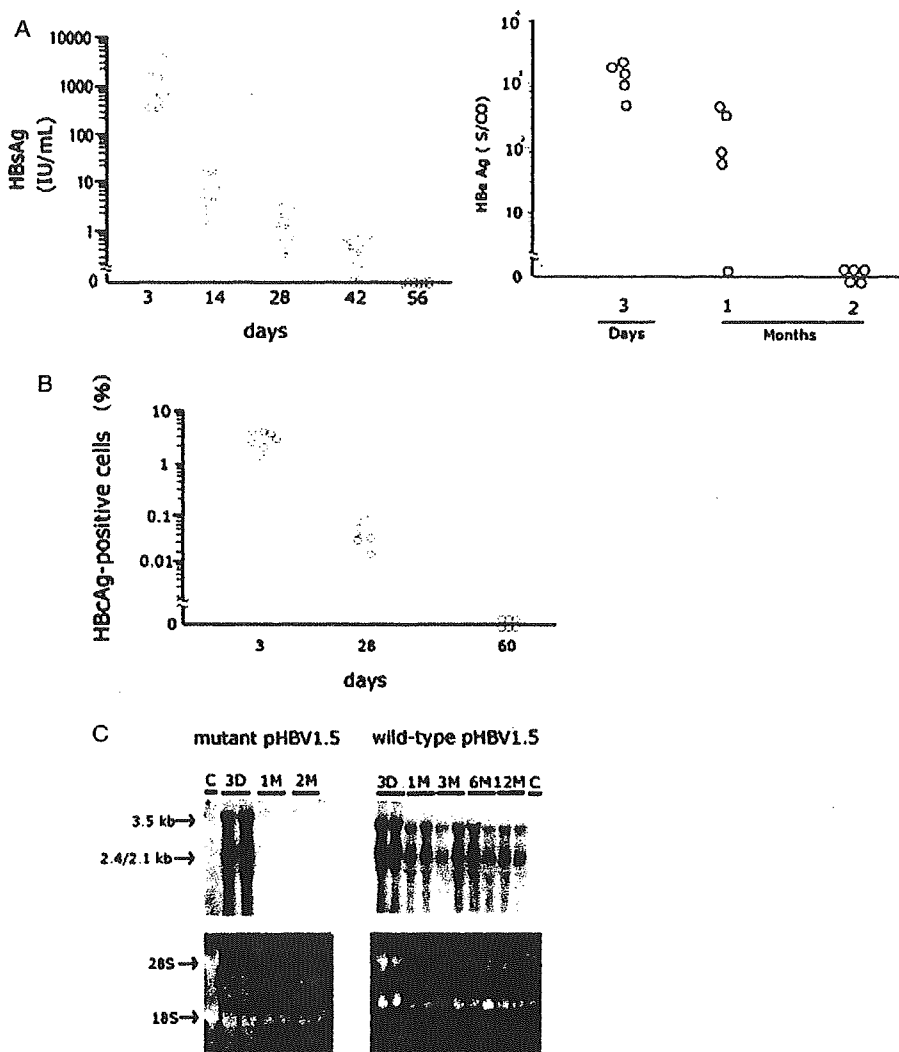 A
10000
1000
100
10
1
0
HBsAg
(IU/mL)
3 14 28 42 56
days
HBe Ag ( S/CO)
10
10
0
3 1 2
Days Months
B
HBcAg-positive cells (%)
10
1
0.1
0.01
0
3 28 60
days
C
mutant pHBV1.5 wild-type pHBV1.5
C 3D 1M 2M 3D 1M 3M 6M 12M C
3.5 kb
2.4/2.1 kb
28S
18S